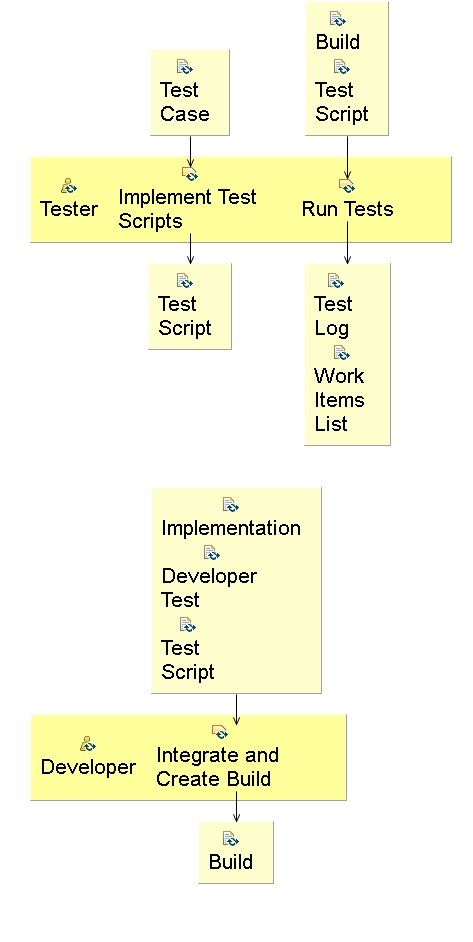 Build
Test
Script
Test
Case
Tester
Implement Test
Scripts
Run Tests
Test
Script
Test
Log
Work
Items
List
Implementation
Developer
Test
Test
Script
Developer
Integrate and
Create Build
Build